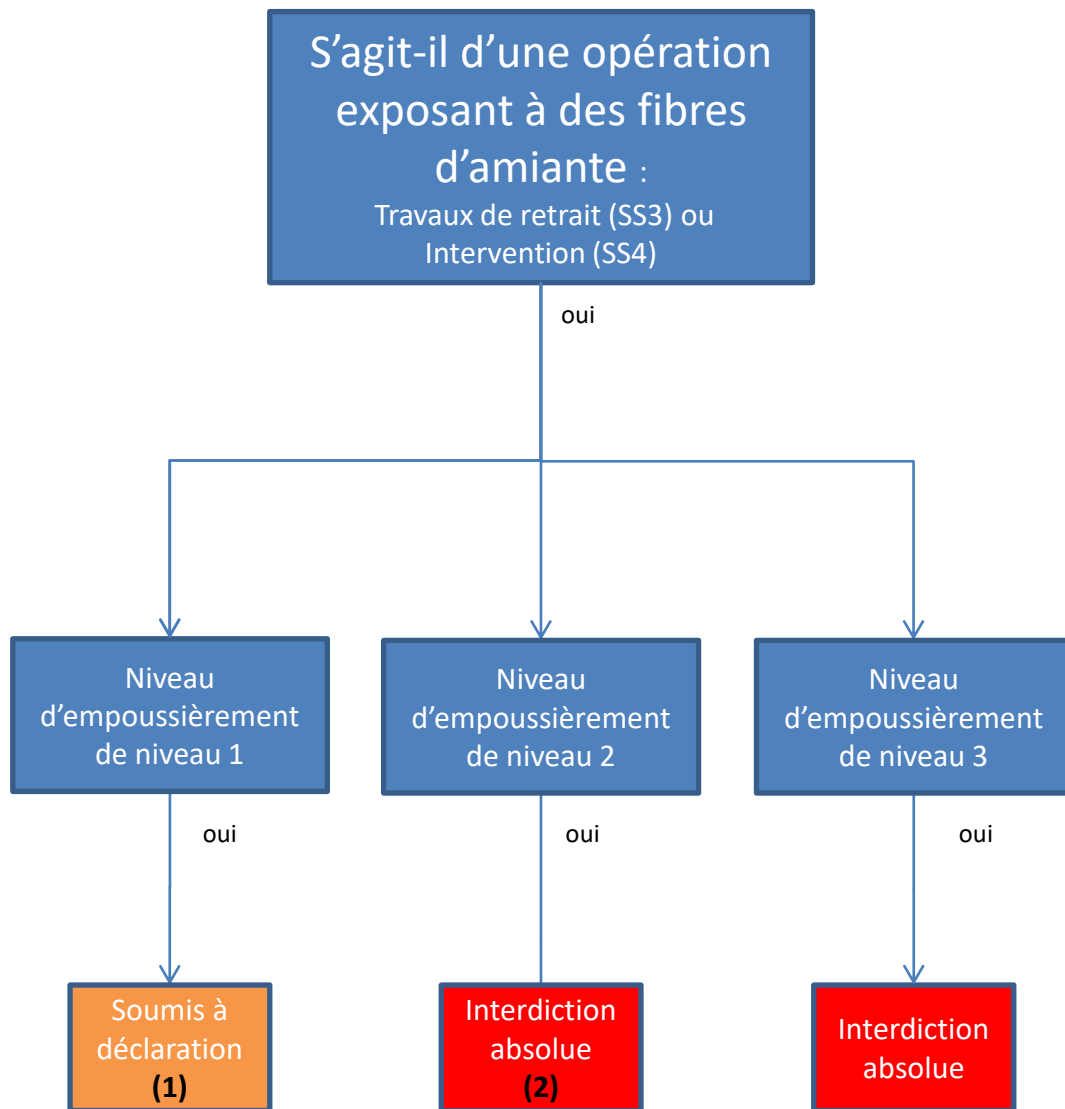 S’agit-il d’une opération
exposant à des fibres
d’amiante :
Travaux de retrait (SS3) ou
Intervention (SS4)
oui
Niveau
d’empoussièrement
de niveau 1
Niveau
d’empoussièrement
de niveau 2
Niveau
d’empoussièrement
de niveau 3
oui
oui
oui
Soumis à
déclaration
(1)
Interdiction
absolue
(2)
Interdiction
absolue